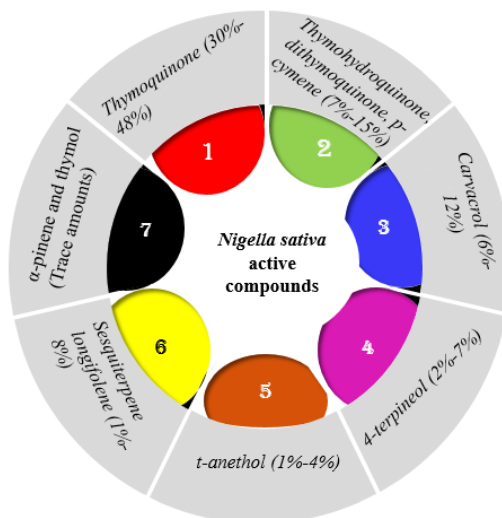 Thymoquinone (30%-
48%)
1
Thymohydroquinone,
dithymoquinone, p-
cymene (7%-15%)
2
Carvacrol (6%-
12%)
3
4-terpineol (2%-7%)
4
t-anethol (1%-4%)
5
Sesquiterpene
longifolene (1%-
8%)
6
α-pinene and thymol
(Trace amounts)
7
Nigella sativa
active
compounds